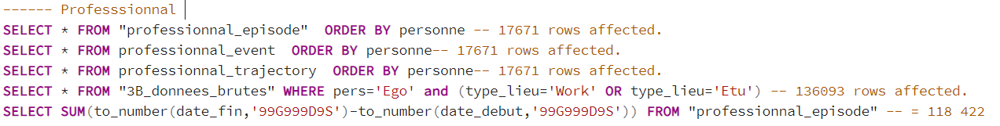 ------ Professsionnal
SELECT * FROM "professionnal_episode"  ORDER BY personne -- 17671 rows affected.
SELECT * FROM professionnal_event  ORDER BY personne-- 17671 rows affected.
SELECT * FROM professionnal_trajectory  ORDER BY personne-- 17671 rows affected.
SELECT * FROM "3B_donnees_brutes" WHERE pers='Ego' and (type_lieu='Work' OR type_lieu='Etu') -- 136093 rows affected.
SELECT SUM(to_number(date_fin,'99G999D9S')-to_number(date_debut,'99G999D9S')) FROM "professionnal_episode" -- = 118 422